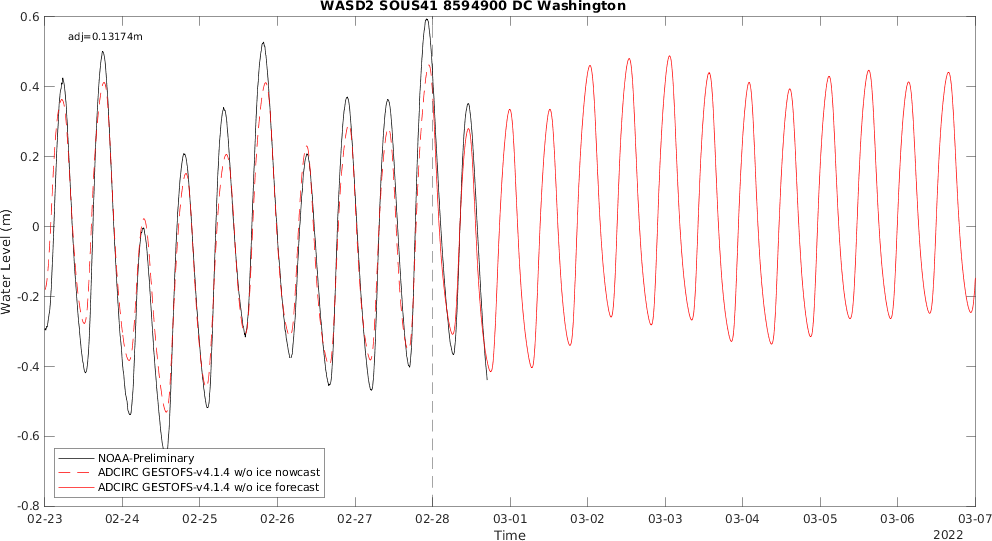 WASD2 SOUS41 8594900 DC Washington
adj=0.13174m
0.6
0.4
0.2
0
-0.2
-0.4
-0.6
-0.8
Water Level (m)
NOAA-Preliminary
ADCIRC GESTOFS-v4.1.4 w/o ice nowcast
ADCIRC GESTOFS-v4.1.4 w/o ice forecast
02-23 02-24 02-25 02-26 02-27 02-28 03-01 03-02 03-03 03-04 03-05 03-06 03-07
Time
2022